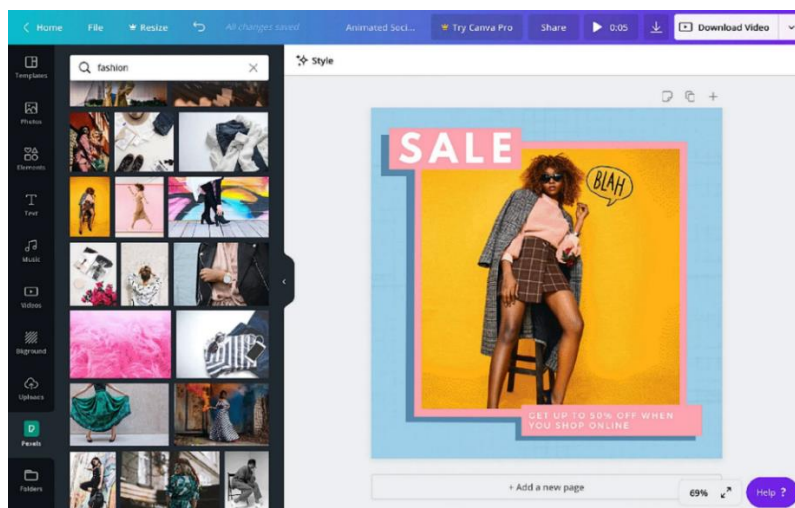 Home File Resize All changes saved Animated Soci... Try Canva Pro Share 0:05 Download Video
Templates
Photos
Elements
Text
Music
Videos
Bkground
Uploads
Pexels
Folders
fashion
Style
SALE
BLAH
GET UP TO 50% OFF WHEN
YOU SHOP ONLINE
+ Add a new page
69%
Help ?